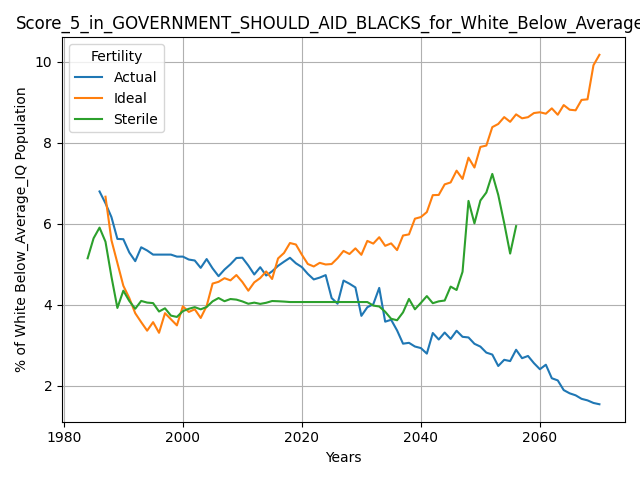 Score_5_in_GOVERNMENT_SHOULD_AID_BLACKS_for_White_Below_Average
Fertility
Actual
Ideal
Sterile
% of White Below_Average_IQ Population
10
8
6
4
2
1980
2000
2020
2040
2060
Years